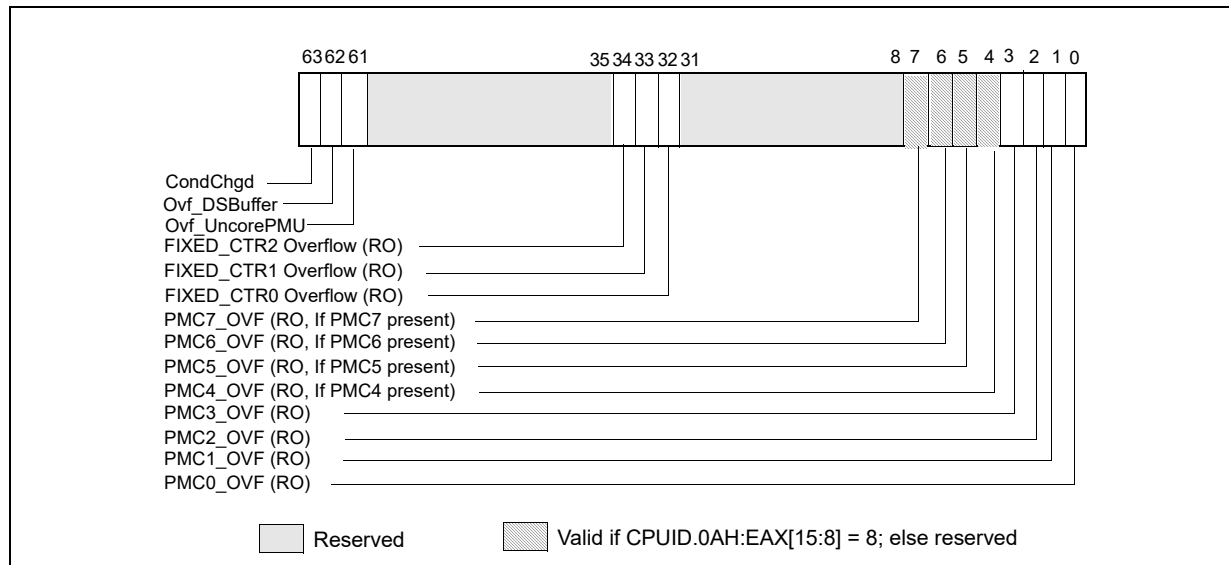 63 62 61 35 34 33 32 31 8 7 6 5 4 3 2 1 0
CondChgd
Ovf_DSBuffer
Ovf_UncorePMU
FIXED_CTR2 Overflow (RO)
FIXED_CTR1 Overflow (RO)
FIXED_CTR0 Overflow (RO)
PMC7_OVF (RO, If PMC7 present)
PMC6_OVF (RO, If PMC6 present)
PMC5_OVF (RO, If PMC5 present)
PMC4_OVF (RO, If PMC4 present)
PMC3_OVF (RO)
PMC2_OVF (RO)
PMC1_OVF (RO)
PMC0_OVF (RO)
Reserved Valid if CPUID.0AH:EAX[15:8] = 8; else reserved